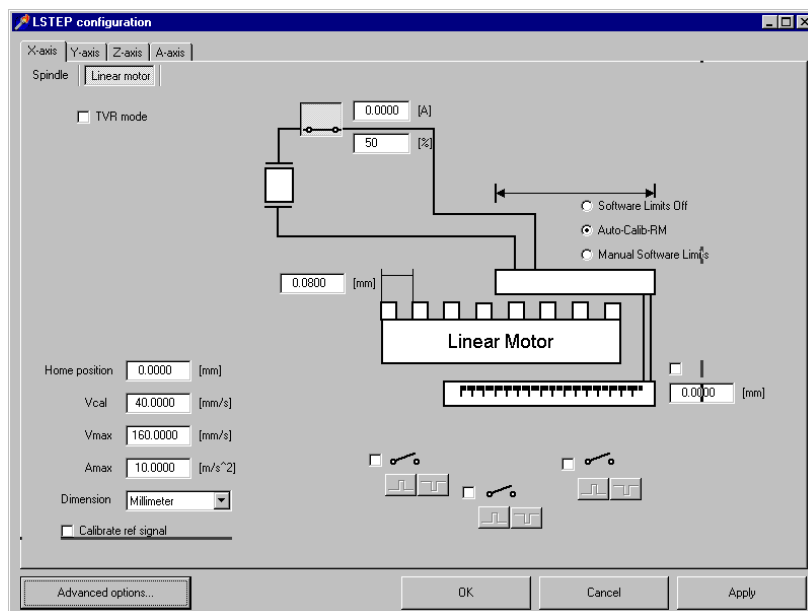 LSTEP configuration
X-axis Y-axis Z-axis A-axis
Spindle Linear motor
TVR mode
0.0000 [A]
50 [%]
Software Limits Off
Auto-Calib-RM
Manual Software Limits
0.0800 [mm]
Linear Motor
Home position 0.0000 [mm]
0.0000 [mm]
Vcal 40.0000 [mm/s]
Vmax 160.0000 [mm/s]
Amax 10.0000 [m/s^2]
Dimension Millimeter
Calibrate ref signal
Advanced options... OK Cancel Apply